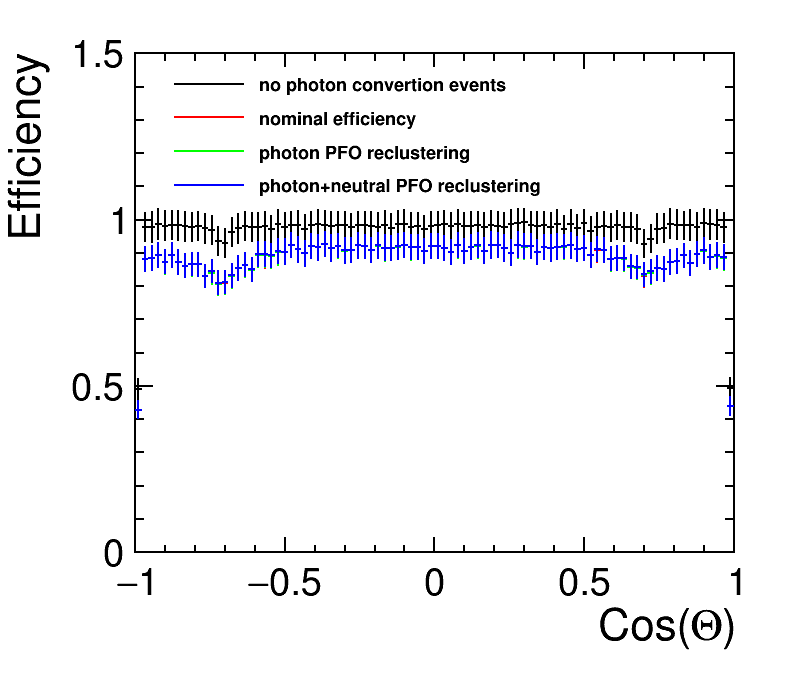 Efficiency
1.5
1
0.5
0
no photon convertion events
nominal efficiency
photon PFO reclustering
photon+neutral PFO reclustering
−1 −0.5 0 0.5 1
Cos(Θ)